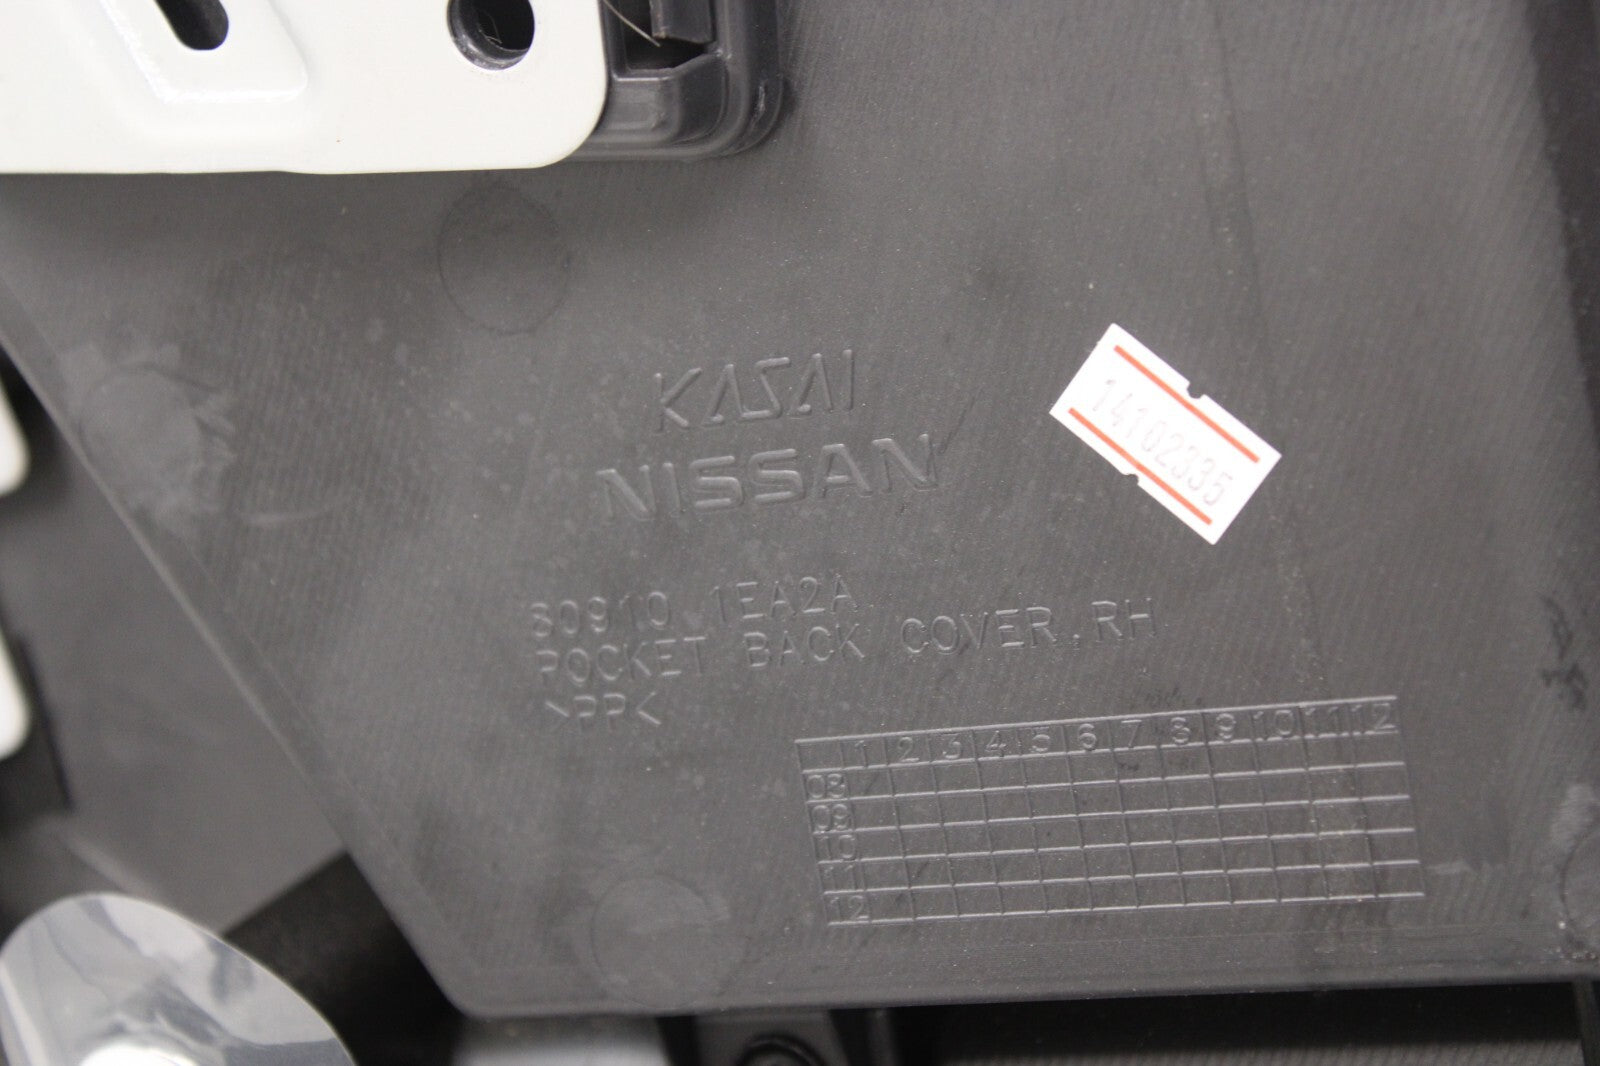 KASAI
NISSAN
14102335
80910 1EA2A
POCKET BACK COVER.RH
>PP<
1 2 3 4 5 6 7 8 9 10 11 12
08
09
10
11
12